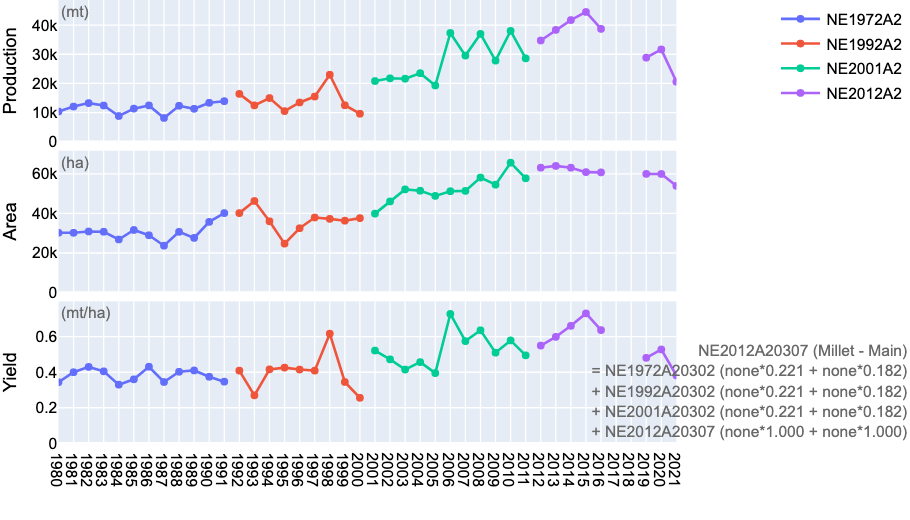 (mt)
Production
40k
30k
20k
10k
0
NE1972A2
NE1992A2
NE2001A2
NE2012A2
(ha)
Area
60k
40k
20k
0
(mt/ha)
Yield
0.6
0.4
0.2
0
NE2012A20307 (Millet - Main)
= NE1972A20302 (none*0.221 + none*0.182)
+ NE1992A20302 (none*0.221 + none*0.182)
+ NE2001A20302 (none*0.221 + none*0.182)
+ NE2012A20307 (none*1.000 + none*1.000)
1980 1981 1982 1983 1984 1985 1986 1987 1988 1989 1990 1991 1992 1993 1994 1995 1996 1997 1998 1999 2000 2001 2002 2003 2004 2005 2006 2007 2008 2009 2010 2011 2012 2013 2014 2015 2016 2017 2018 2019 2020 2021